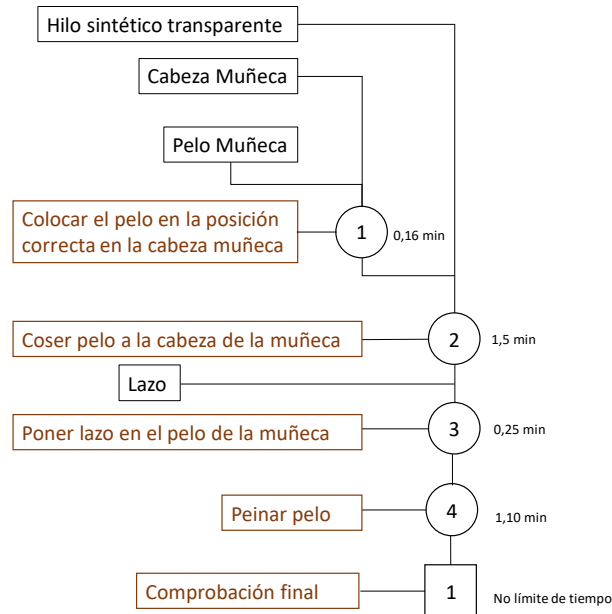 Hilo sintético transparente
Cabeza Muñeca
Pelo Muñeca
Colocar el pelo en la posición
correcta en la cabeza muñeca
1
0,16 min
Coser pelo a la cabeza de la muñeca
2
1,5 min
Lazo
Poner lazo en el pelo de la muñeca
3
0,25 min
Peinar pelo
4
1,10 min
Comprobación final
1
No límite de tiempo